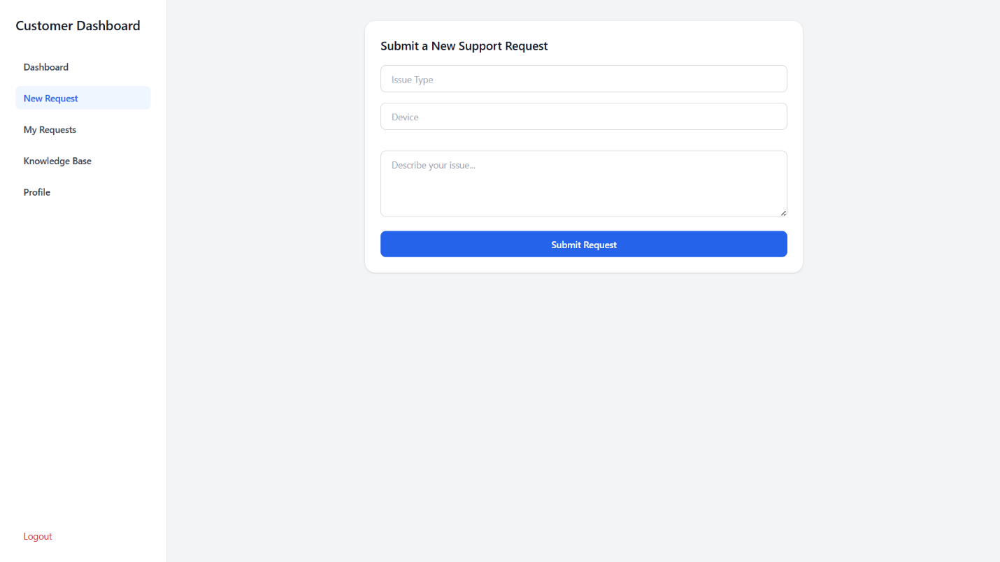 Customer Dashboard
Dashboard
New Request
My Requests
Knowledge Base
Profile
Logout
Submit a New Support Request
Issue Type
Device
Describe your issue...
Submit Request